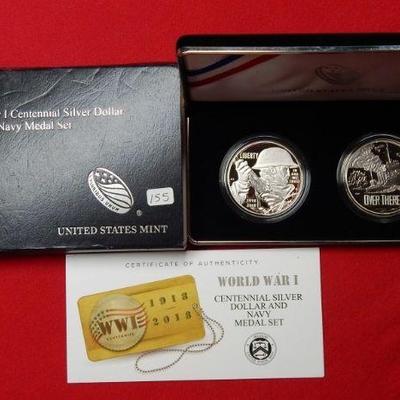 I Centennial Silver Dollar
Navy Medal Set
155
UNITED STATES MINT
LIBERTY
OVER THERE
CERTIFICATE OF AUTHENTICITY
1918
2018
WWI
CENTENNIAL
WORLD WAR I
CENTENNIAL SILVER
DOLLAR AND
NAVY
MEDAL SET